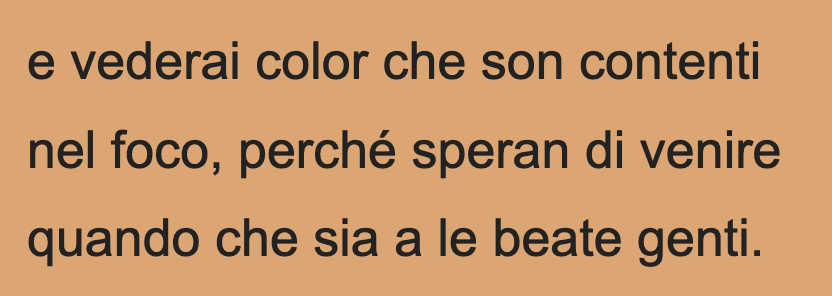 e vederai color che son contenti
nel foco, perché speran di venire
quando che sia a le beate genti.